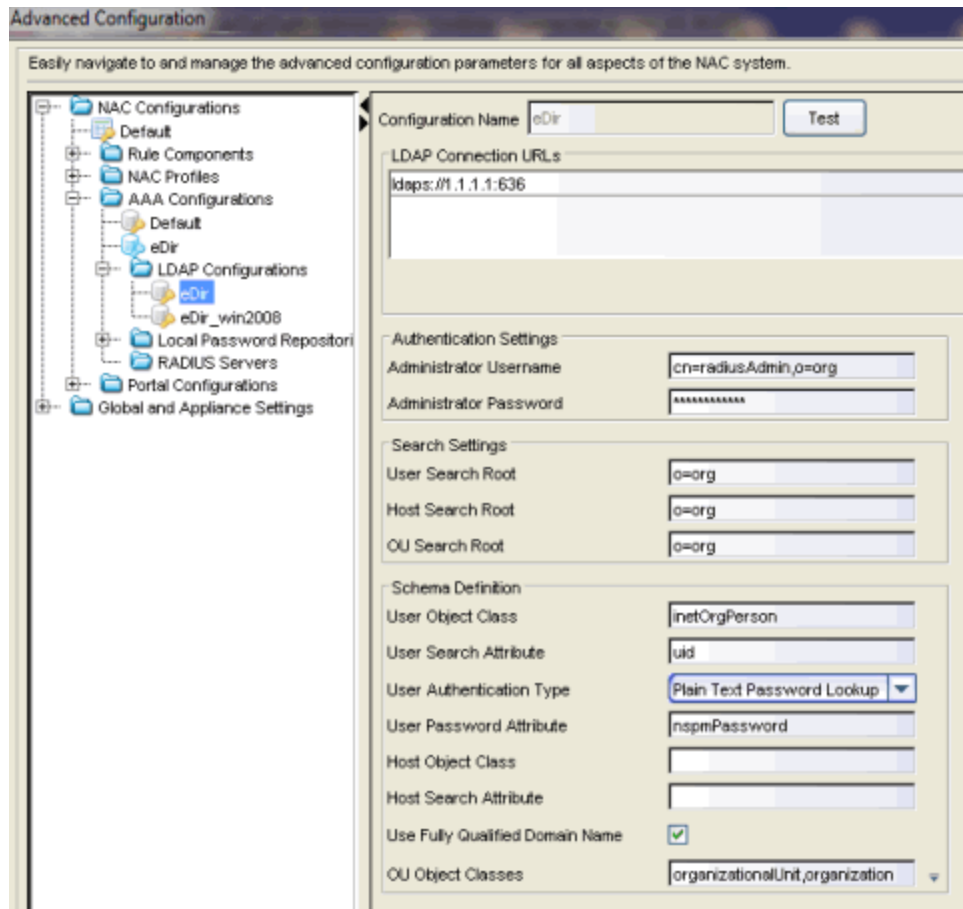 Advanced Configuration
Easily navigate to and manage the advanced configuration parameters for all aspects of the NAC system.
NAC Configurations
Default
Rule Components
NAC Profiles
AAA Configurations
Default
eDir
LDAP Configurations
eDir
eDir_win2008
Local Password Repositori
RADIUS Servers
Portal Configurations
Global and Appliance Settings
Configuration Name eDir Test
LDAP Connection URLs
ldaps://1.1.1.1:636
Authentication Settings
Administrator Username cn=radiusAdmin,o=org
Administrator Password ************
Search Settings
User Search Root o=org
Host Search Root o=org
OU Search Root o=org
Schema Definition
User Object Class inetOrgPerson
User Search Attribute uid
User Authentication Type Plain Text Password Lookup
User Password Attribute nspmPassword
Host Object Class
Host Search Attribute
Use Fully Qualified Domain Name
OU Object Classes organizationalUnit,organization